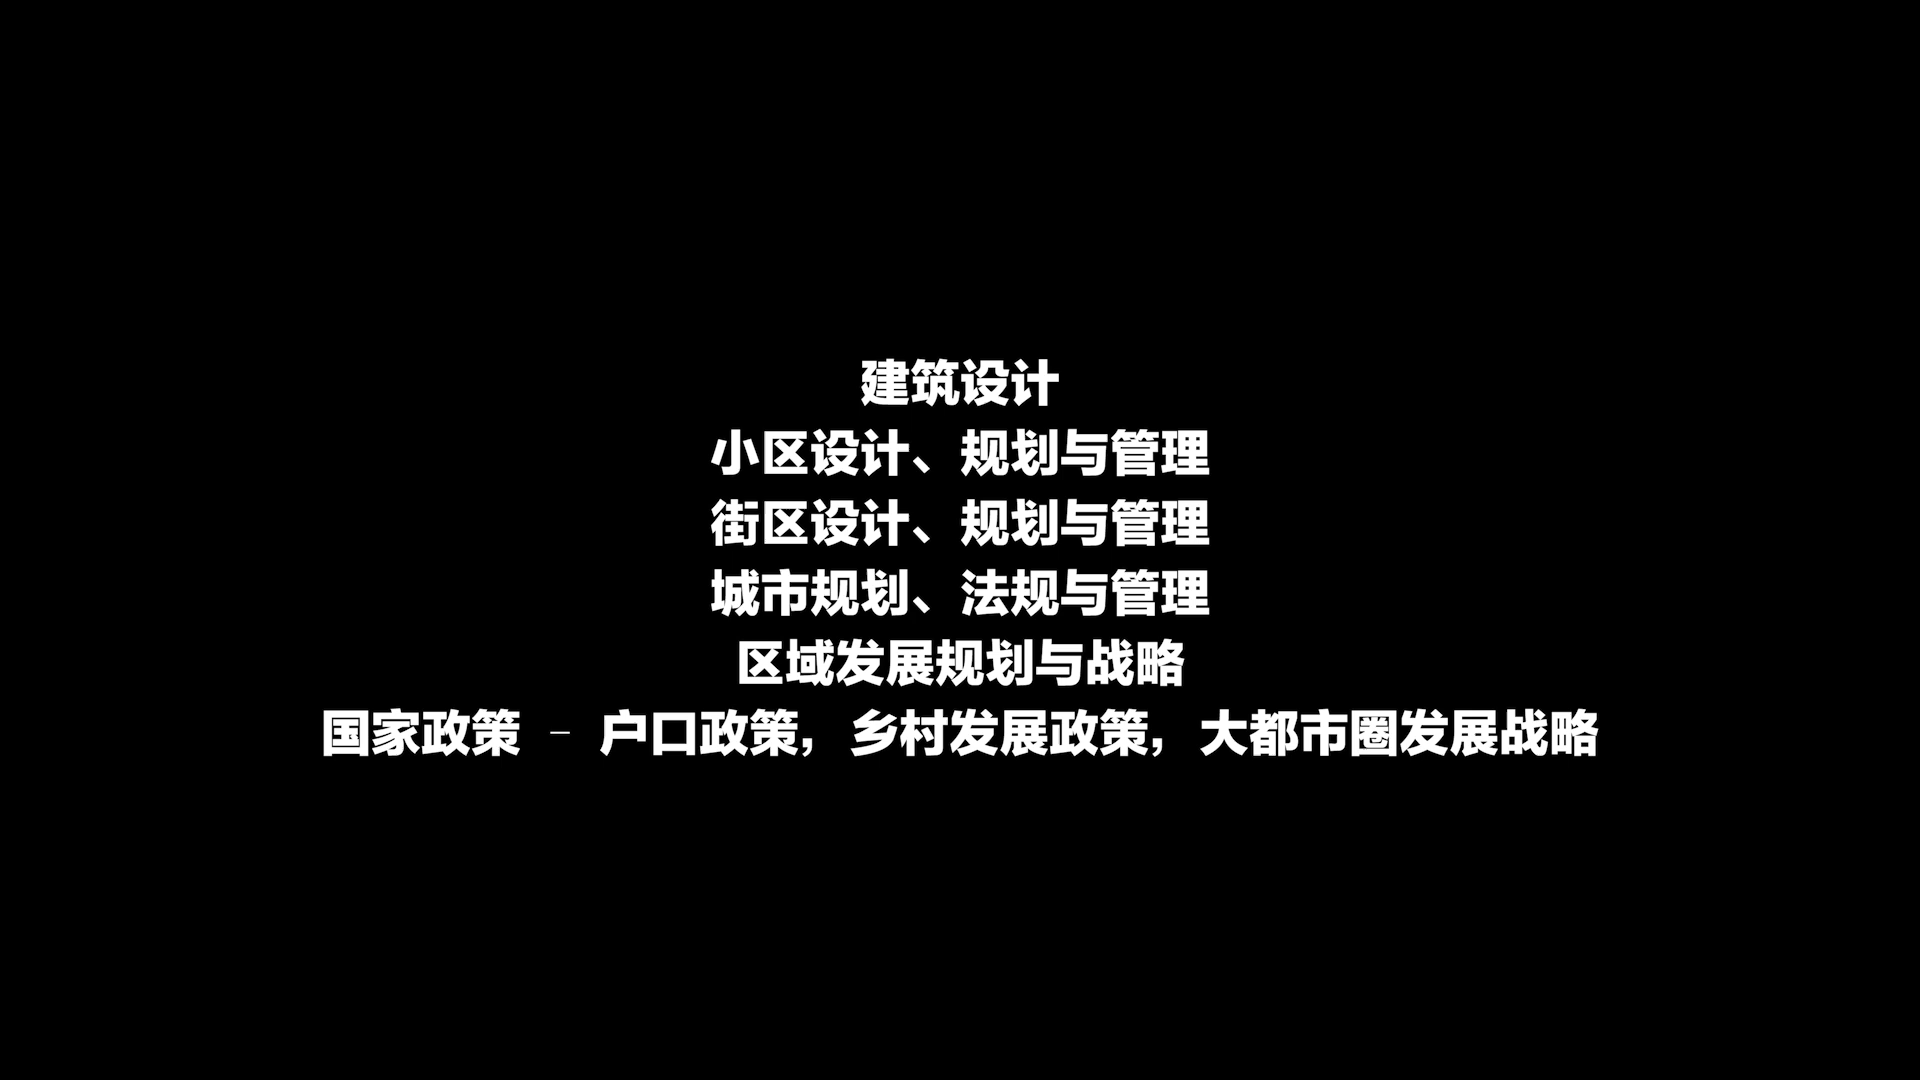 建筑设计
小区设计、规划与管理
街区设计、规划与管理
城市规划、法规与管理
区域发展规划与战略
国家政策 - 户口政策，乡村发展政策，大都市圈发展战略